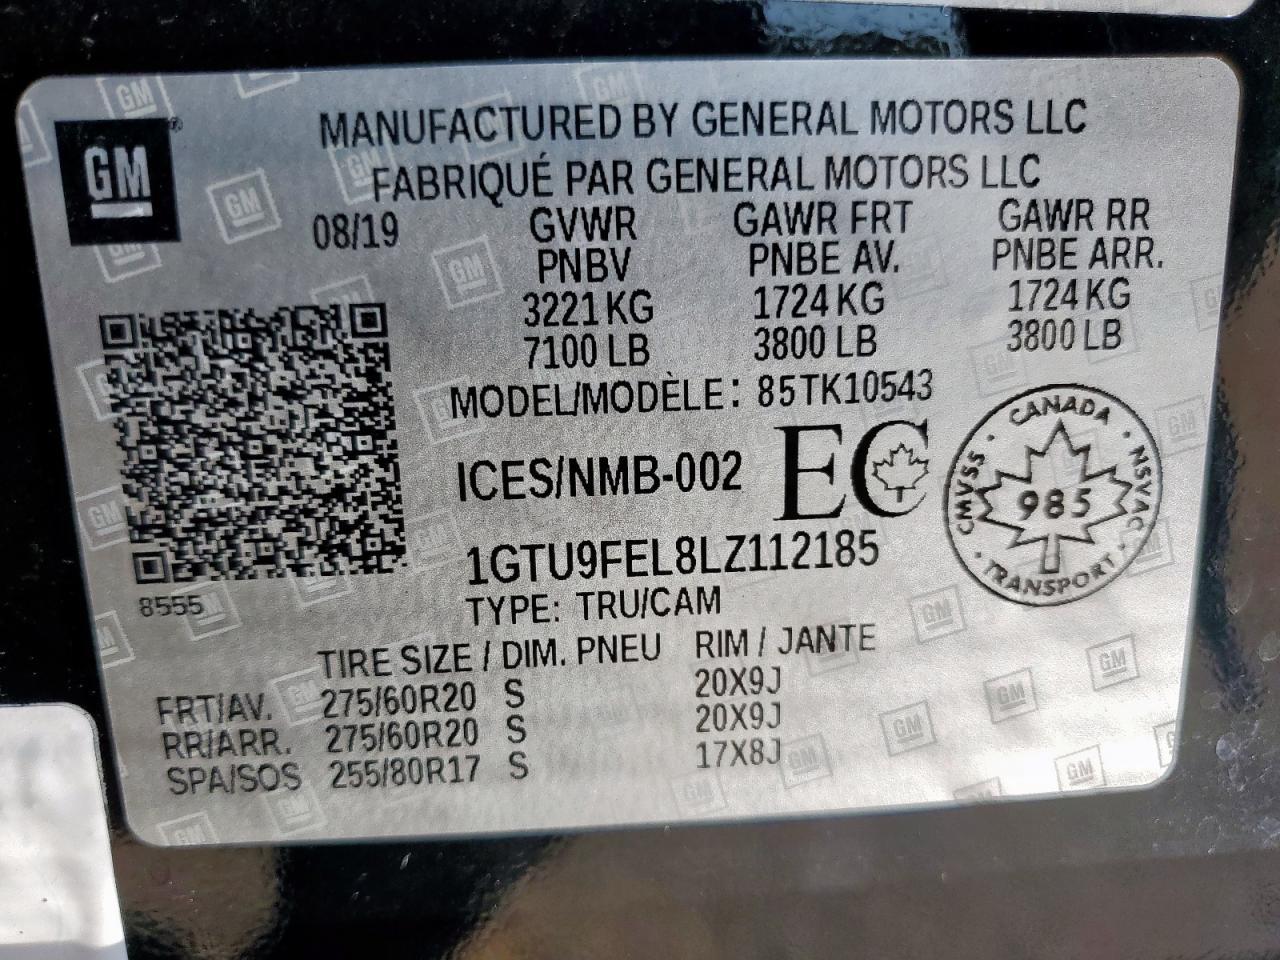 GM
MANUFACTURED BY GENERAL MOTORS LLC
FABRIQUÉ PAR GENERAL MOTORS LLC
08/19 GVWR GAWR FRT GAWR RR
PNBV PNBE AV. PNBE ARR.
3221 KG 1724 KG 1724 KG
7100 LB 3800 LB 3800 LB
MODEL/MODÈLE: 85TK10543
ICES/NMB-002 EC
CANADA · NSVAC · TRANSPORT · CMVSS ·
985
1GTU9FEL8LZ112185
8555
TYPE: TRU/CAM
TIRE SIZE / DIM. PNEU RIM / JANTE
FRT/AV. 275/60R20 S 20X9J
RR/ARR. 275/60R20 S 20X9J
SPA/SOS 255/80R17 S 17X8J